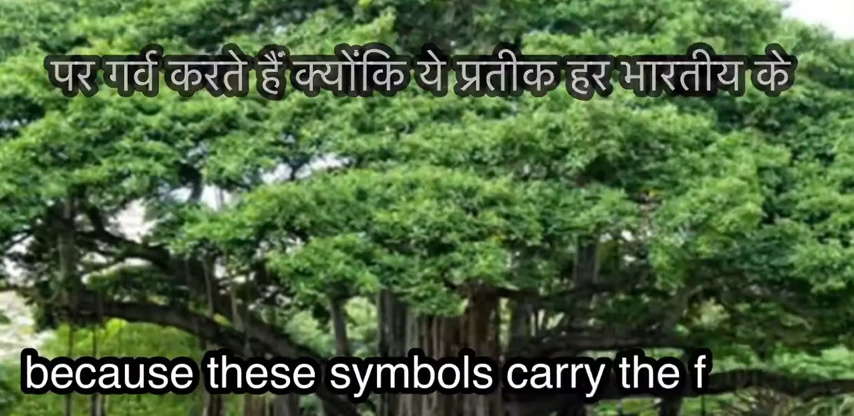 पर गर्व करते हैं क्योंकि ये प्रतीक हर भारतीय के
because these symbols carry the f